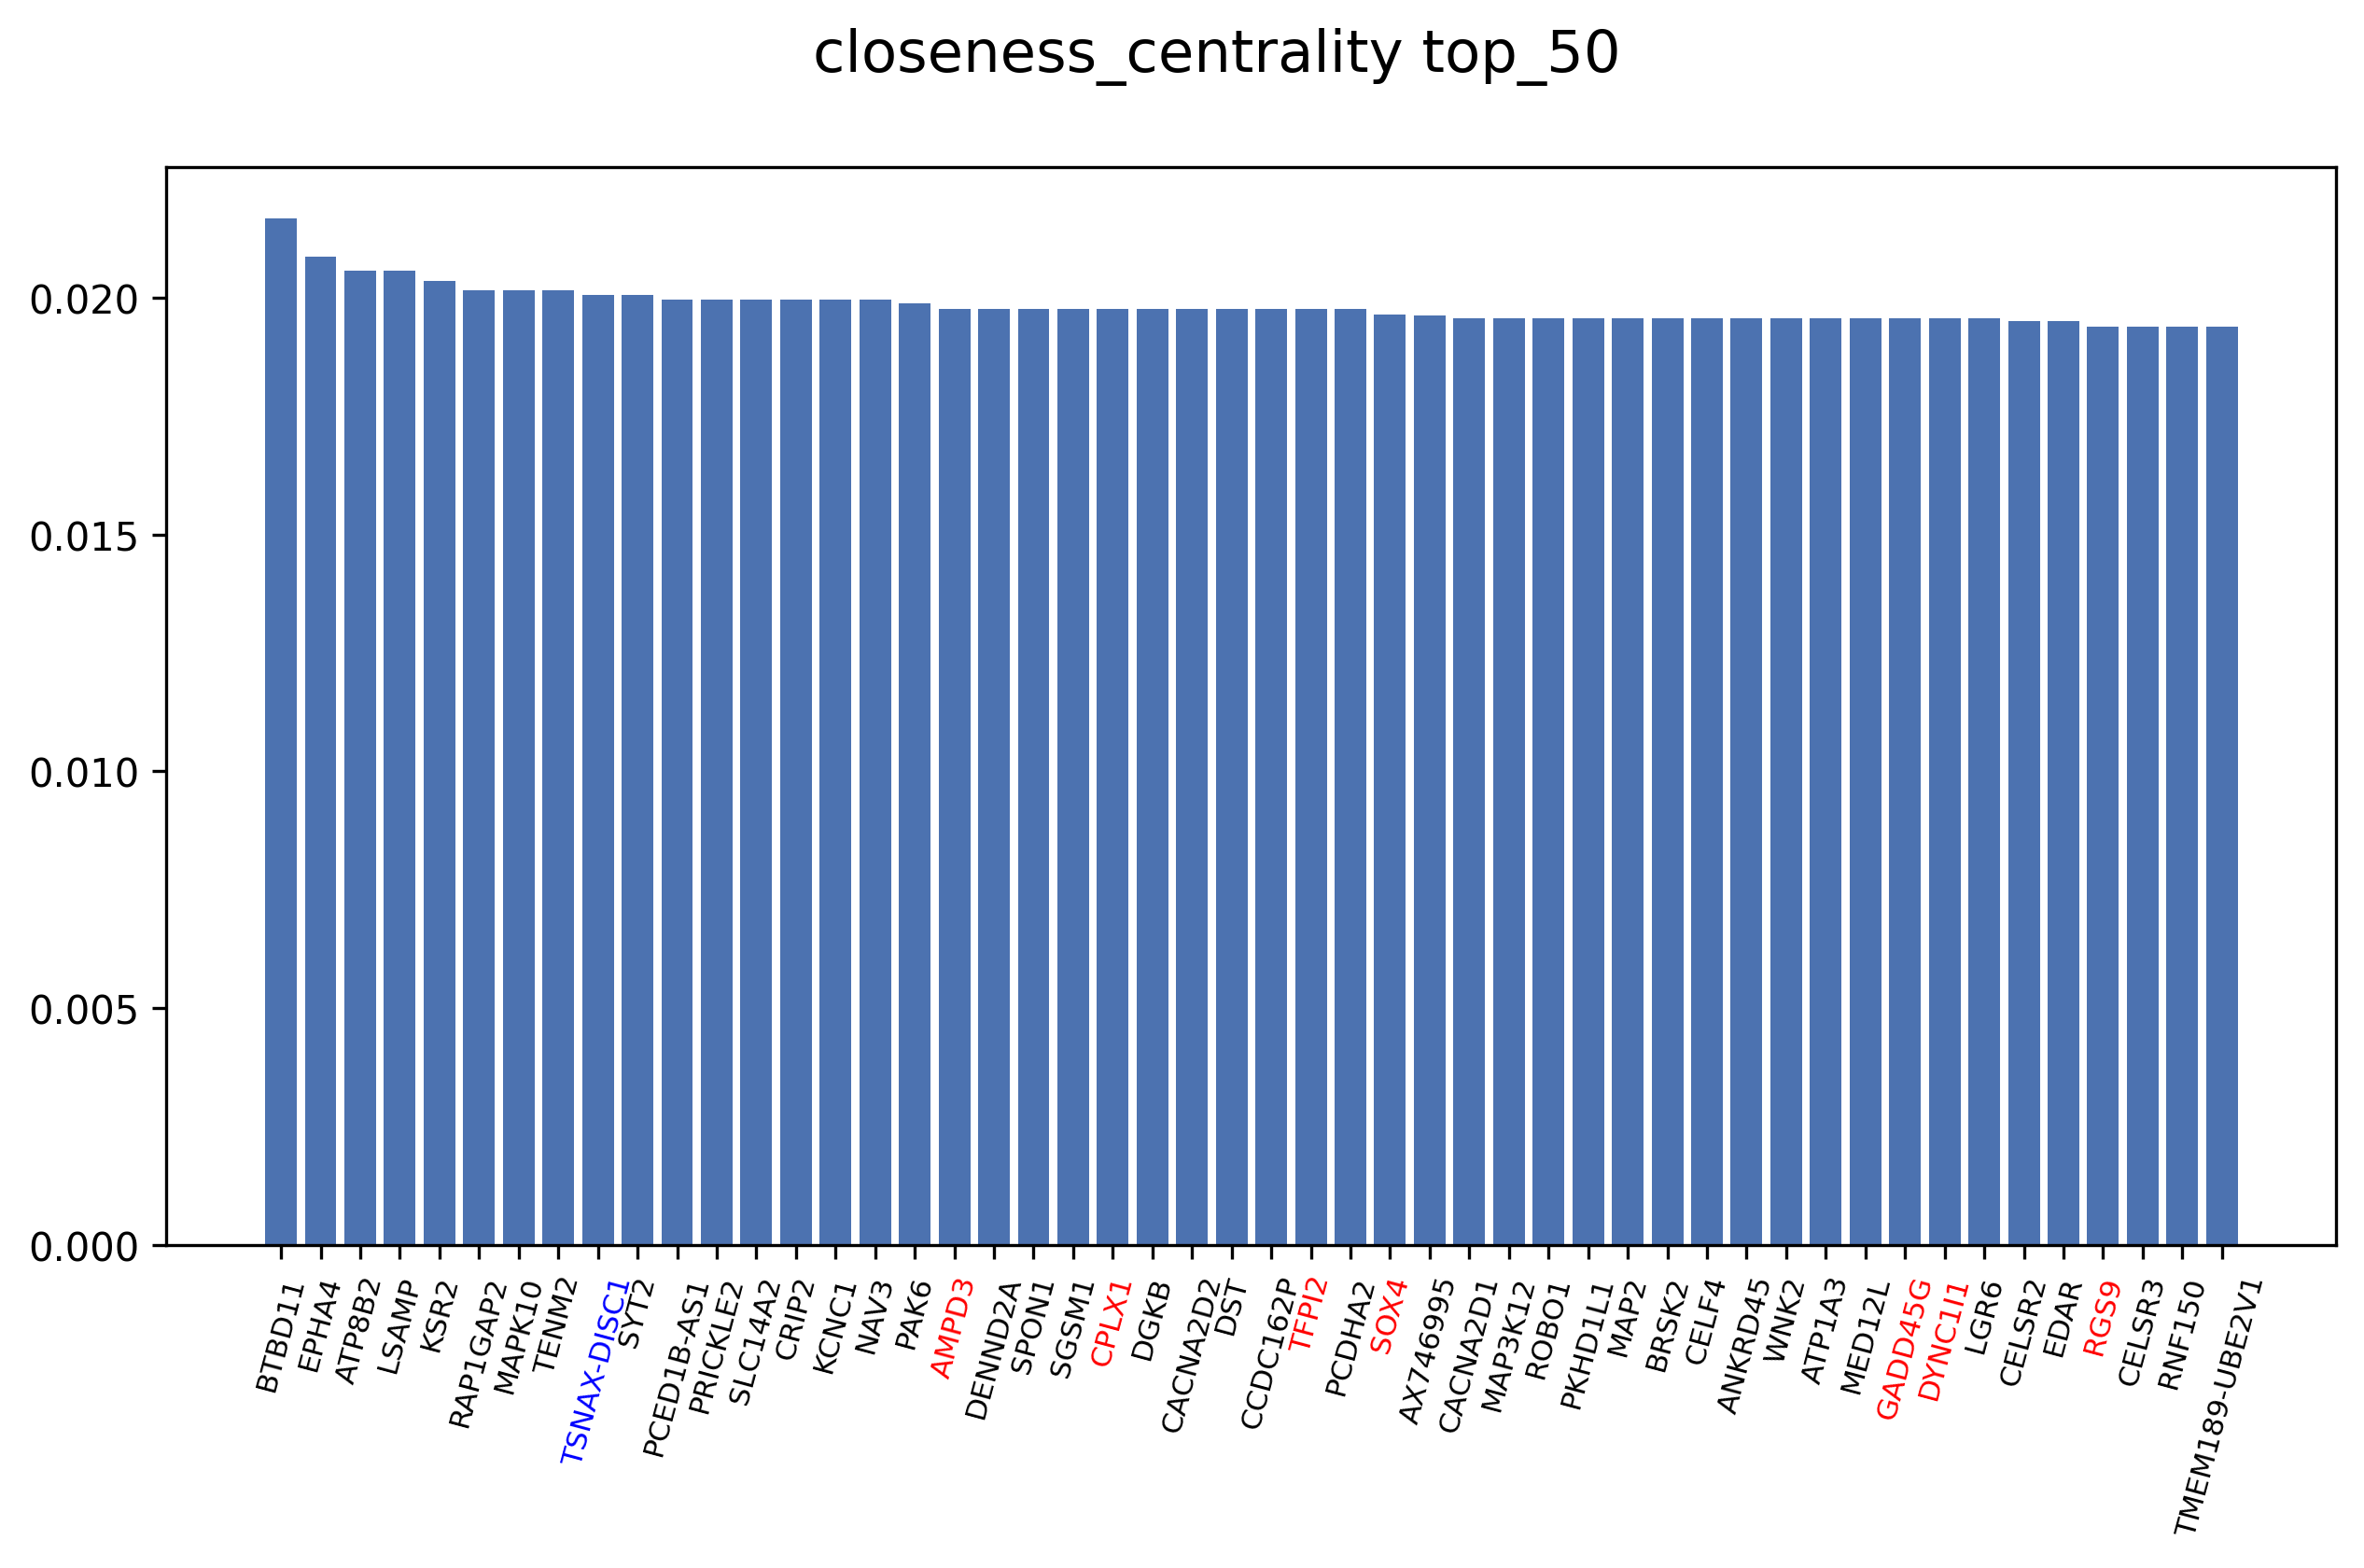 closeness_centrality top_50
0.020
0.015
0.010
0.005
0.000
BTBD11
EPHA4
ATP8B2
LSAMP
KSR2
RAP1GAP2
MAPK10
TENM2
TSNAX-DISC1
SYT2
PCED1B-AS1
PRICKLE2
SLC14A2
CRIP2
KCNC1
NAV3
PAK6
AMPD3
DENND2A
SPON1
SGSM1
CPLX1
DGKB
CACNA2D2
DST
CCDC162P
TFPI2
PCDHA2
SOX4
AX746995
CACNA2D1
MAP3K12
ROBO1
PKHD1L1
MAP2
BRSK2
CELF4
ANKRD45
WNK2
ATP1A3
MED12L
GADD45G
DYNC1I1
LGR6
CELSR2
EDAR
RGS9
CELSR3
RNF150
TMEM189-UBE2V1